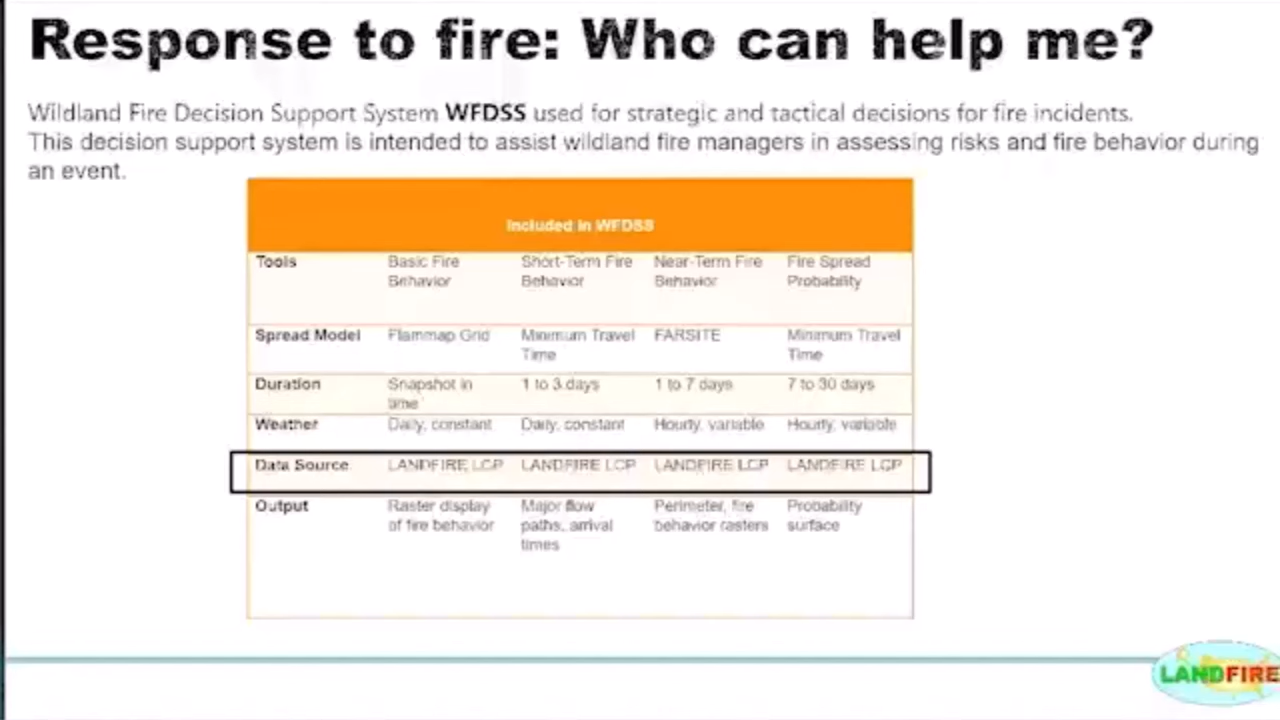 Response to fire: Who can help me?
Wildland Fire Decision Support System WFDSS used for strategic and tactical decisions for fire incidents.
This decision support system is intended to assist wildland fire managers in assessing risks and fire behavior during
an event.
Included in WFDSS
Tools Basic Fire Short-Term Fire Near-Term Fire Fire Spread
Behavior Behavior Behavior Probability
Spread Model Flammap Grid Minimum Travel FARSITE Minimum Travel
Time Time
Duration Snapshot in 1 to 3 days 1 to 7 days 7 to 30 days
time
Weather Daily, constant Daily, constant Hourly, variable Hourly, variable
Data Source LANDFIRE LCP LANDFIRE LCP LANDFIRE LCP LANDFIRE LCP
Output Raster display Major flow Perimeter, fire Probability
of fire behavior paths, arrival behavior rasters surface
times
LANDFIRE